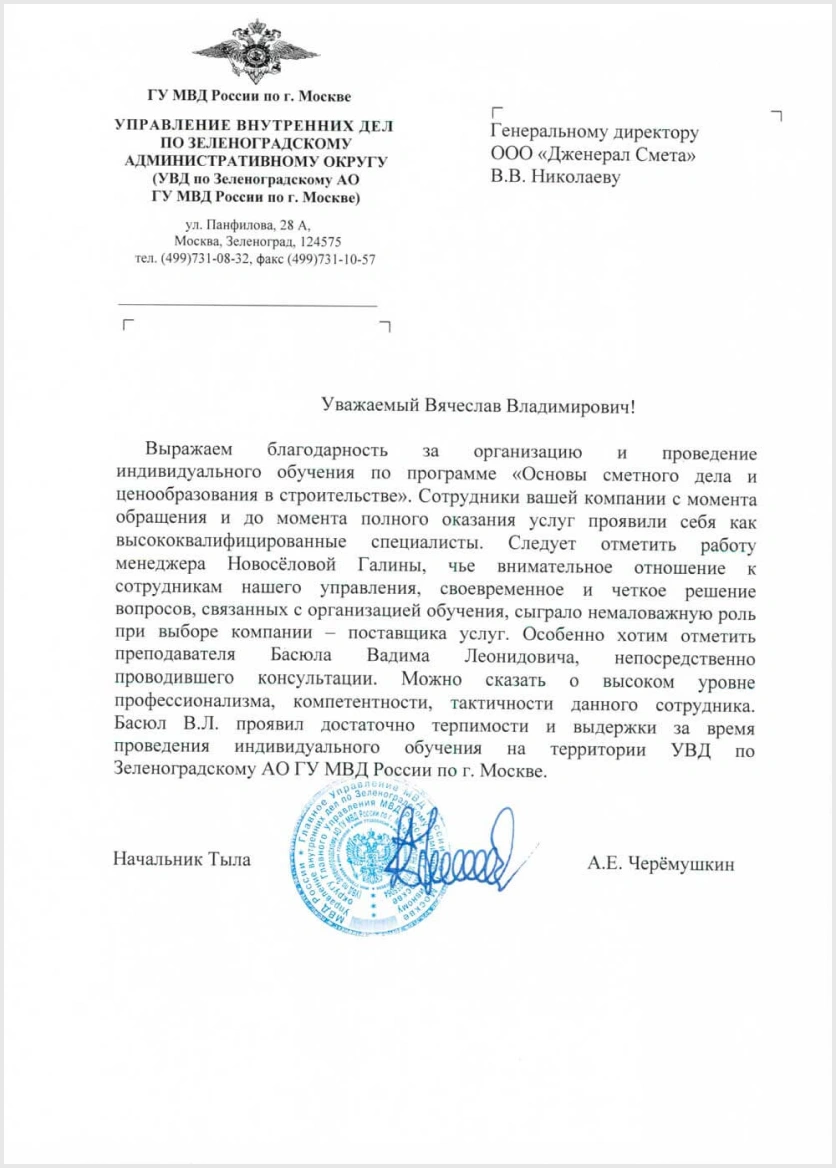 ГУ МВД России по г. Москве
УПРАВЛЕНИЕ ВНУТРЕННИХ ДЕЛ
ПО ЗЕЛЕНОГРАДСКОМУ
АДМИНИСТРАТИВНОМУ ОКРУГУ
(УВД по Зеленоградскому АО
ГУ МВД России по г. Москве)
ул. Панфилова, 28 А,
Москва, Зеленоград, 124575
тел. (499)731-08-32, факс (499)731-10-57
Генеральному директору
ООО «Дженерал Смета»
В.В. Николаеву
Уважаемый Вячеслав Владимирович!
Выражаем благодарность за организацию и проведение
индивидуального обучения по программе «Основы сметного дела и
ценообразования в строительстве». Сотрудники вашей компании с момента
обращения и до момента полного оказания услуг проявили себя как
высококвалифицированные специалисты. Следует отметить работу
менеджера Новосёловой Галины, чье внимательное отношение к
сотрудникам нашего управления, своевременное и четкое решение
вопросов, связанных с организацией обучения, сыграло немаловажную роль
при выборе компании – поставщика услуг. Особенно хотим отметить
преподавателя Басюла Вадима Леонидовича, непосредственно
проводившего консультации. Можно сказать о высоком уровне
профессионализма, компетентности, тактичности данного сотрудника.
Басюл В.Л. проявил достаточно терпимости и выдержки за время
проведения индивидуального обучения на территории УВД по
Зеленоградскому АО ГУ МВД России по г. Москве.
Начальник Тыла
А.Е. Черёмушкин